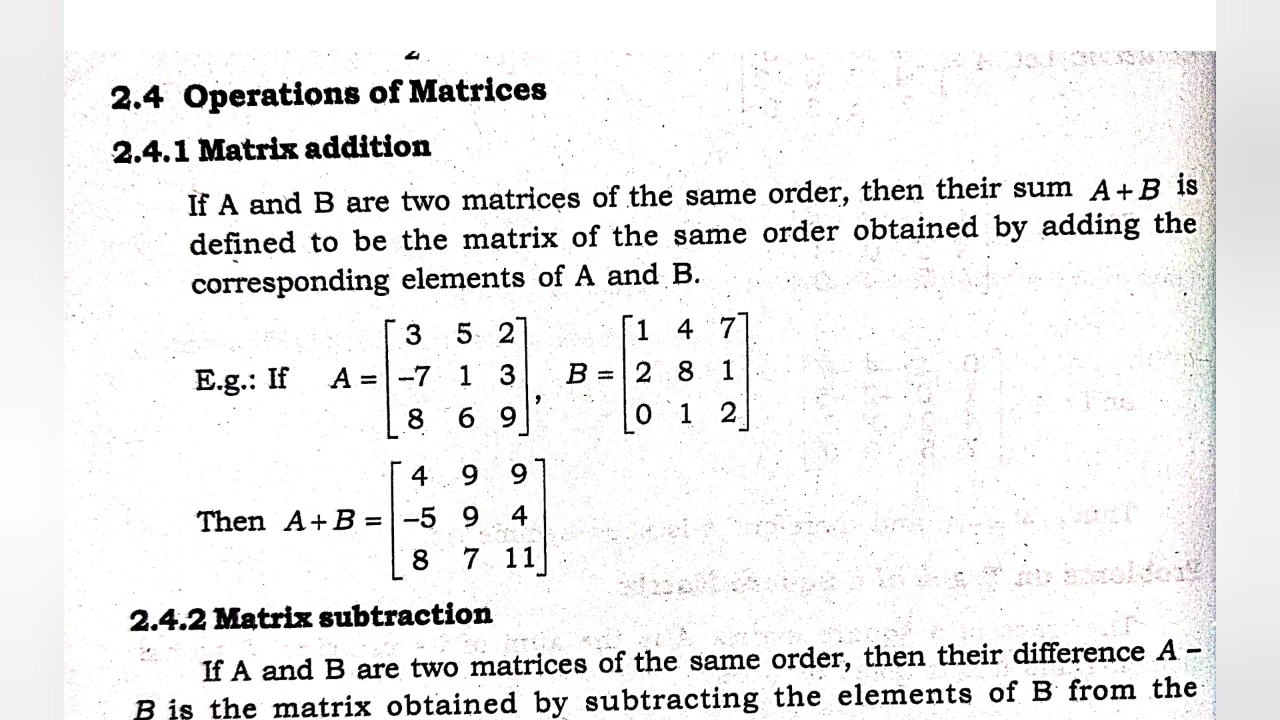 2.4 Operations of Matrices
2.4.1 Matrix addition
If A and B are two matrices of the same order, then their sum A+B is
defined to be the matrix of the same order obtained by adding the
corresponding elements of A and B.
E.g.: If A = [3 5 2; –7 1 3; 8 6 9], B = [1 4 7; 2 8 1; 0 1 2]
Then A+B = [4 9 9; –5 9 4; 8 7 11]
2.4.2 Matrix subtraction
If A and B are two matrices of the same order, then their difference A –
B is the matrix obtained by subtracting the elements of B from the